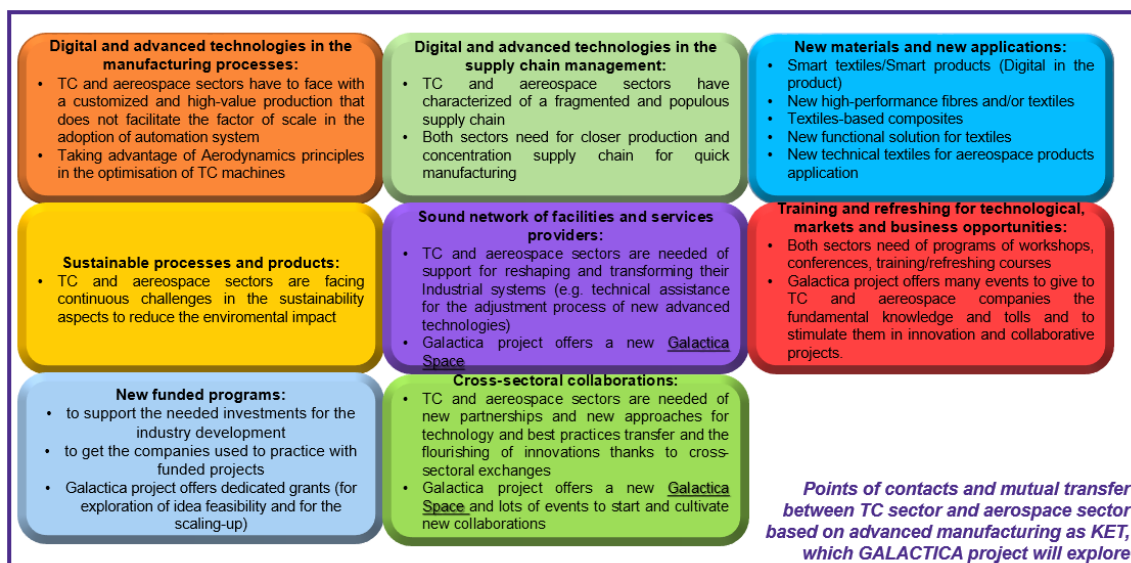 Digital and advanced technologies in the
manufacturing processes:
• TC and aerospace sectors have to face with
a customized and high-value production that
does not facilitate the factor of scale in the
adoption of automation system
• Taking advantage of Aerodynamics principles
in the optimisation of TC machines
Digital and advanced technologies in the
supply chain management:
• TC and aerospace sectors have
characterized of a fragmented and populous
supply chain
• Both sectors need for closer production and
concentration supply chain for quick
manufacturing
New materials and new applications:
• Smart textiles/Smart products (Digital in the
product)
• New high-performance fibres and/or textiles
• Textiles-based composites
• New functional solution for textiles
• New technical textiles for aereospace products
application
Sustainable processes and products:
• TC and aerospace sectors are facing
continuous challenges in the sustainability
aspects to reduce the enviromental impact
Sound network of facilities and services
providers:
• TC and aerospace sectors are needed of
support for reshaping and transforming their
Industrial systems (e.g. technical assistance
for the adjustment process of new advanced
technologies)
• Galactica project offers a new Galactica
Space
Training and refreshing for technological,
markets and business opportunities:
• Both sectors need of programs of workshops,
conferences, training/refreshing courses
• Galactica project offers many events to give to
TC and aerospace companies the
fundamental knowledge and tolls and to
stimulate them in innovation and collaborative
projects.
New funded programs:
• to support the needed investments for the
industry development
• to get the companies used to practice with
funded projects
• Galactica project offers dedicated grants (for
exploration of idea feasibility and for the
scaling-up)
Cross-sectoral collaborations:
• TC and aerospace sectors are needed of
new partnerships and new approaches for
technology and best practices transfer and the
flourishing of innovations thanks to cross-
sectoral exchanges
• Galactica project offers a new Galactica
Space and lots of events to start and cultivate
new collaborations
Points of contacts and mutual transfer
between TC sector and aerospace sector
based on advanced manufacturing as KET,
which GALACTICA project will explore